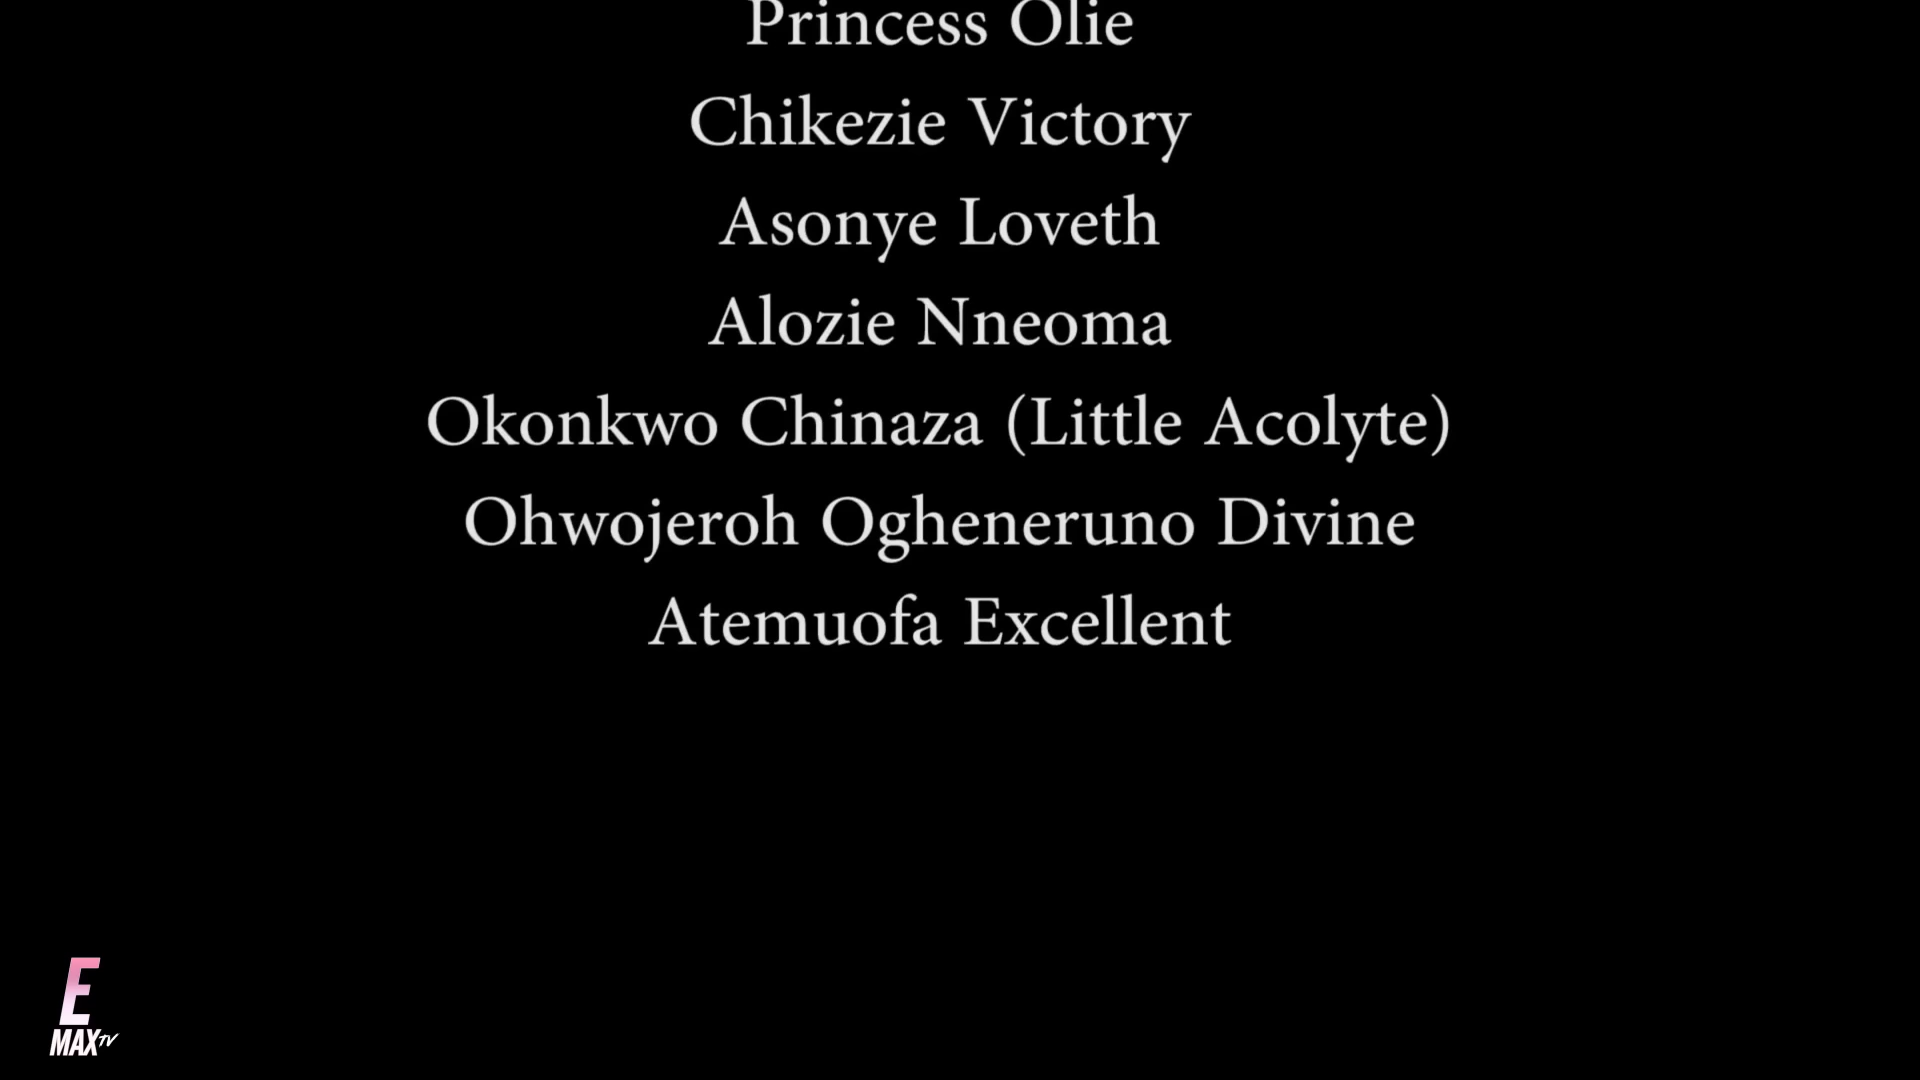 Princess Olie
Chikezie Victory
Asonye Loveth
Alozie Nneoma
Okonkwo Chinaza (Little Acolyte)
Ohwojeroh Ogheneruno Divine
Atemuofa Excellent
E
MAX TV